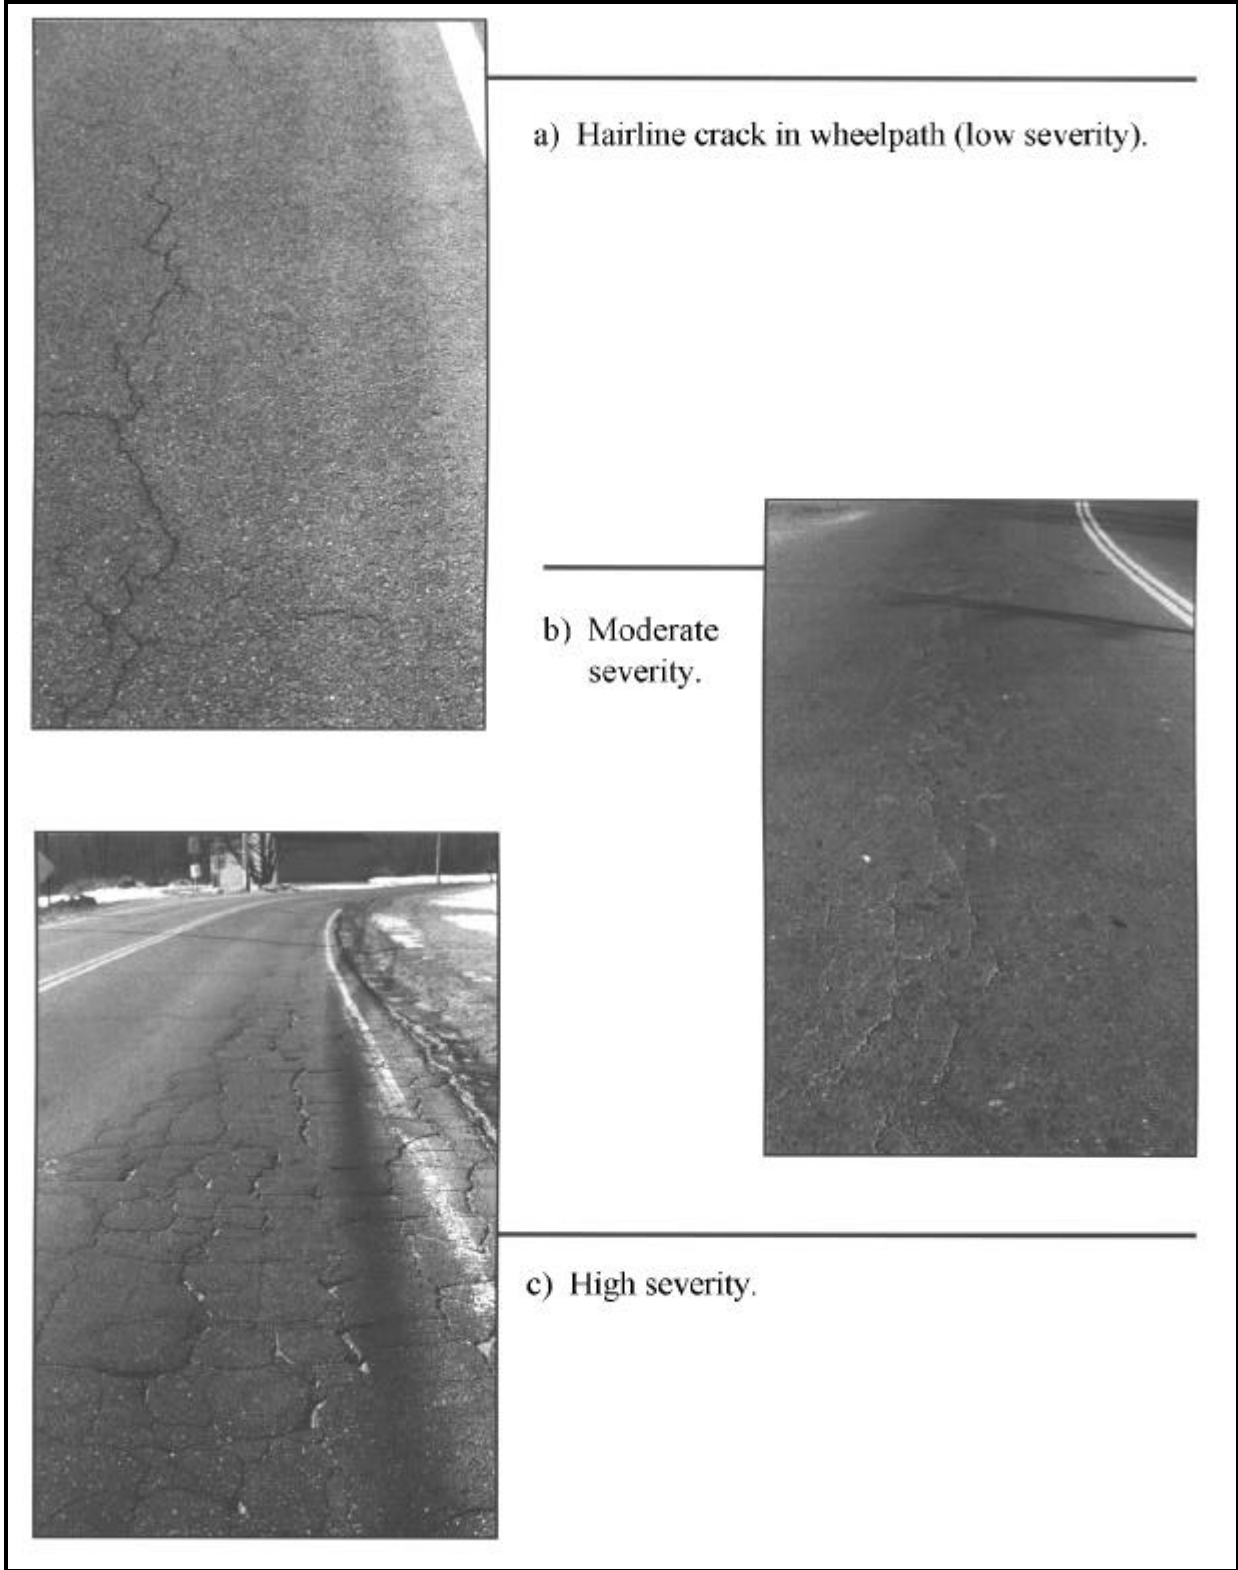 a) Hairline crack in wheelpath (low severity).
b) Moderate
severity.
c) High severity.